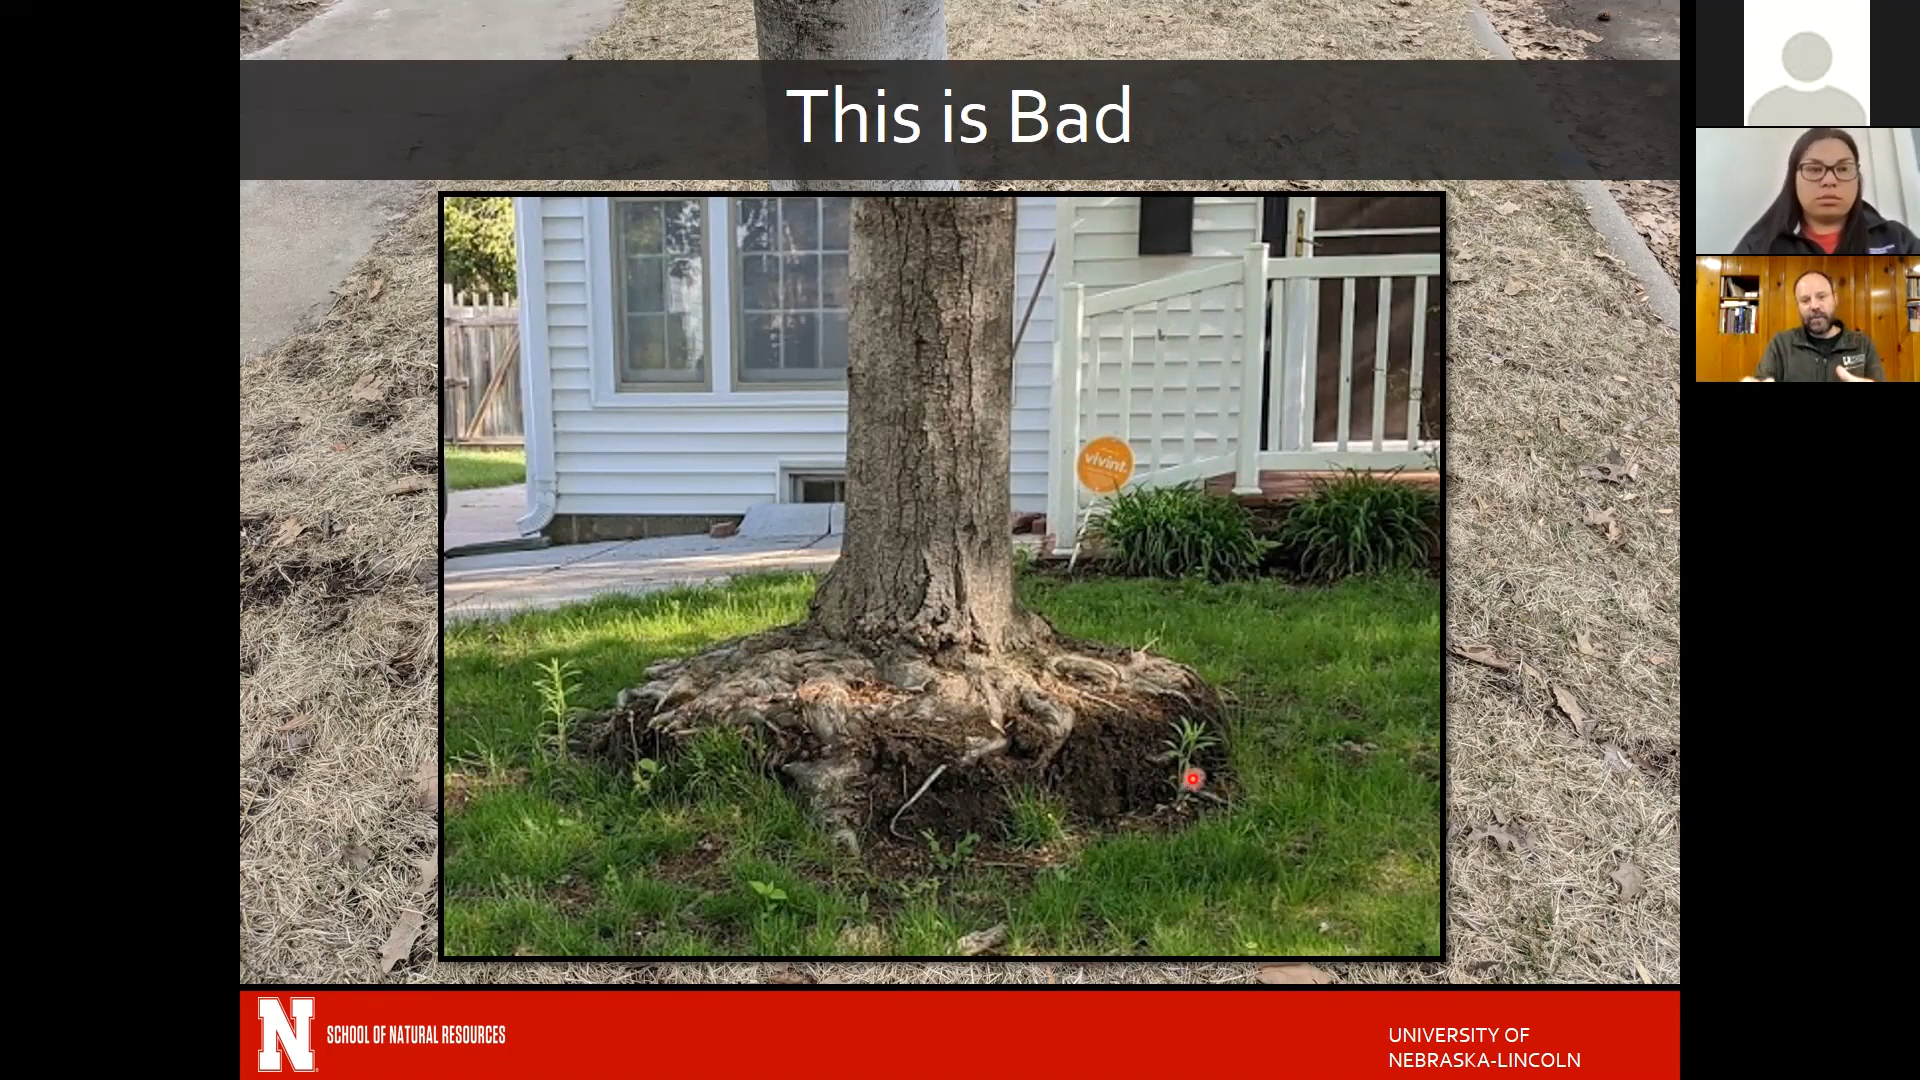 This is Bad
vivint.
N
SCHOOL OF NATURAL RESOURCES
UNIVERSITY OF
NEBRASKA-LINCOLN